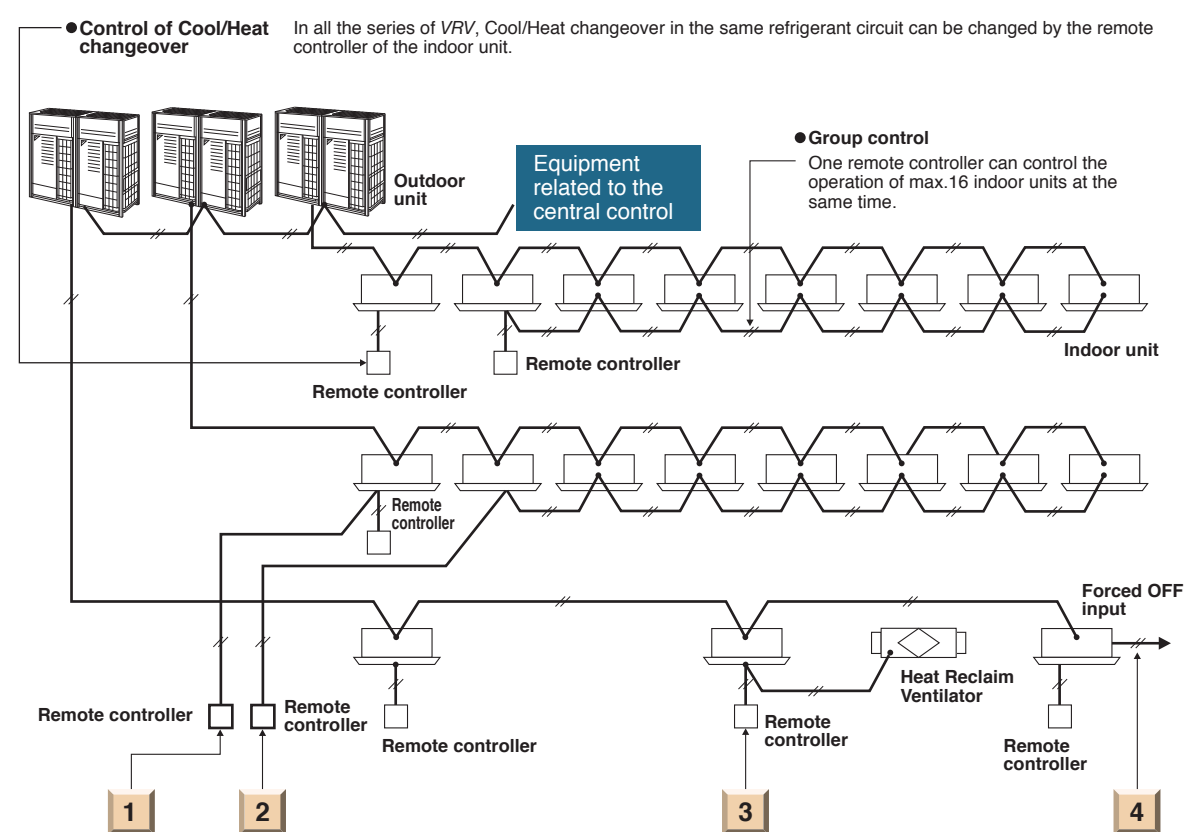 ●Control of Cool/Heat
changeover
In all the series of VRV, Cool/Heat changeover in the same refrigerant circuit can be changed by the remote
controller of the indoor unit.
Outdoor
unit
Equipment
related to the
central control
●Group control
One remote controller can control the
operation of max.16 indoor units at the
same time.
Indoor unit
Remote controller
Remote controller
Remote
controller
Forced OFF
input
Heat Reclaim
Ventilator
Remote controller
Remote
controller
Remote controller
Remote
controller
Remote
controller
1
2
3
4